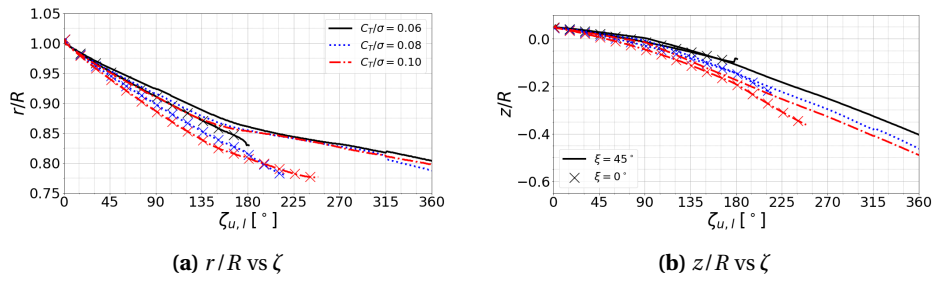 1.05
1.00
0.95
0.90
0.85
0.80
0.75
r/R
0 45 90 135 180 225 270 315 360
ζu,l [°]
C_T/σ = 0.06
C_T/σ = 0.08
C_T/σ = 0.10
(a) r/R vs ζ
0.0
−0.2
−0.4
−0.6
z/R
0 45 90 135 180 225 270 315 360
ζu,l [°]
ξ = 45°
ξ = 0°
(b) z/R vs ζ